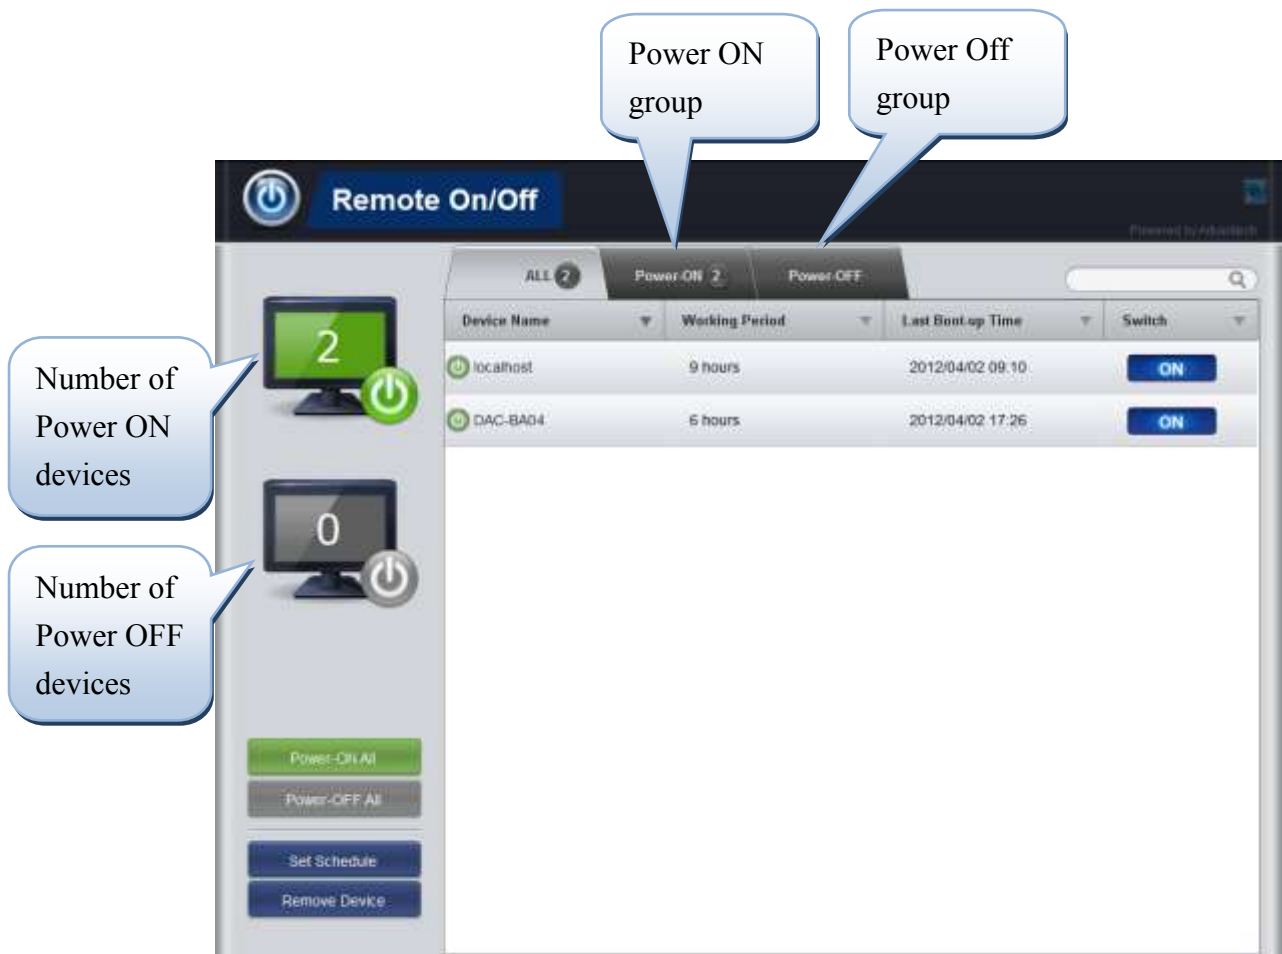 Power ON
group
Power Off
group
Remote On/Off
Powered by Advantech
ALL 2
Power-ON 2
Power-OFF
Device Name
Working Period
Last Boot-up Time
Switch
2
localhost
9 hours
2012/04/02 09:10
ON
Number of
Power ON
devices
DAC-BA04
6 hours
2012/04/02 17:26
ON
0
Number of
Power OFF
devices
Power-ON All
Power-OFF All
Set Schedule
Remove Device